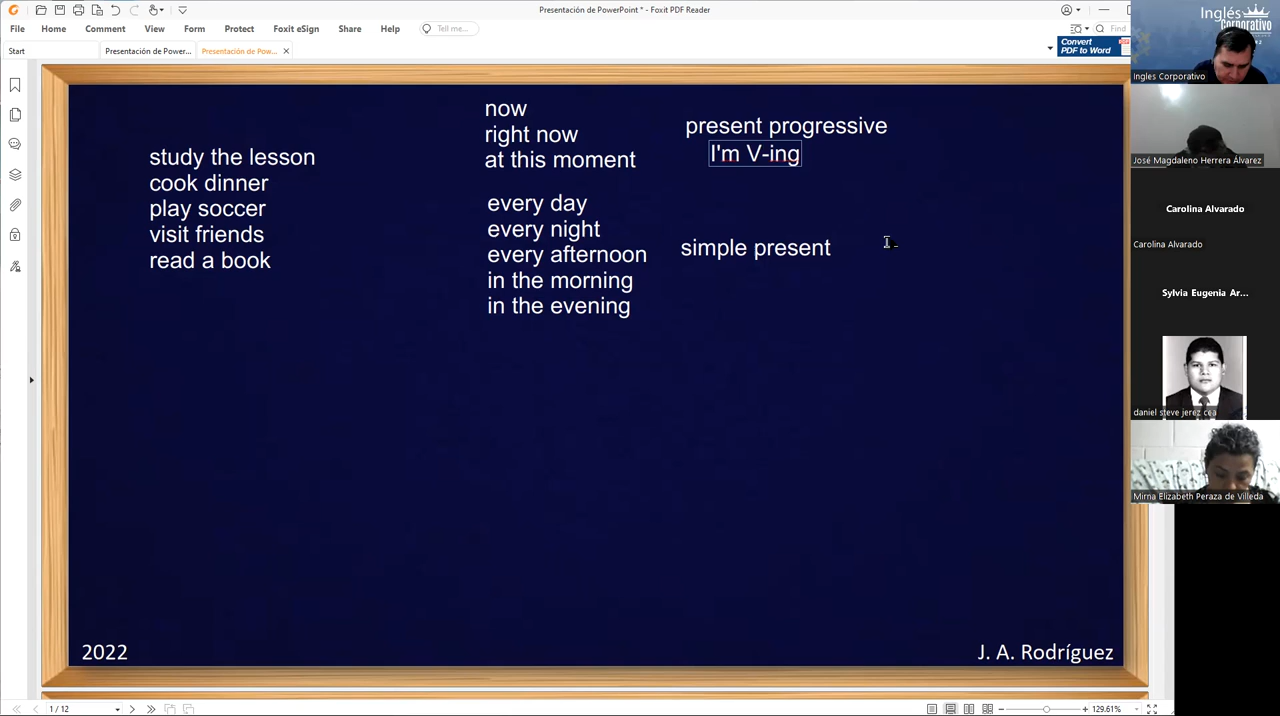 Presentación de PowerPoint * - Foxit PDF Reader
File
Home
Comment
View
Form
Protect
Foxit eSign
Share
Help
Tell me...
Find
Start
Presentación de Power...
Presentación de Pow...
Convert
PDF to Word
study the lesson
cook dinner
play soccer
visit friends
read a book
now
right now
at this moment
every day
every night
every afternoon
in the morning
in the evening
present progressive
I'm V-ing
simple present
2022
J. A. Rodríguez
Inglés
Corporativo
Ingles Corporativo
José Magdaleno Herrera Álvarez
Carolina Alvarado
Carolina Alvarado
Sylvia Eugenia Ar...
daniel steve jerez cea
Mirna Elizabeth Peraza de Villeda
1 / 12
129.61%